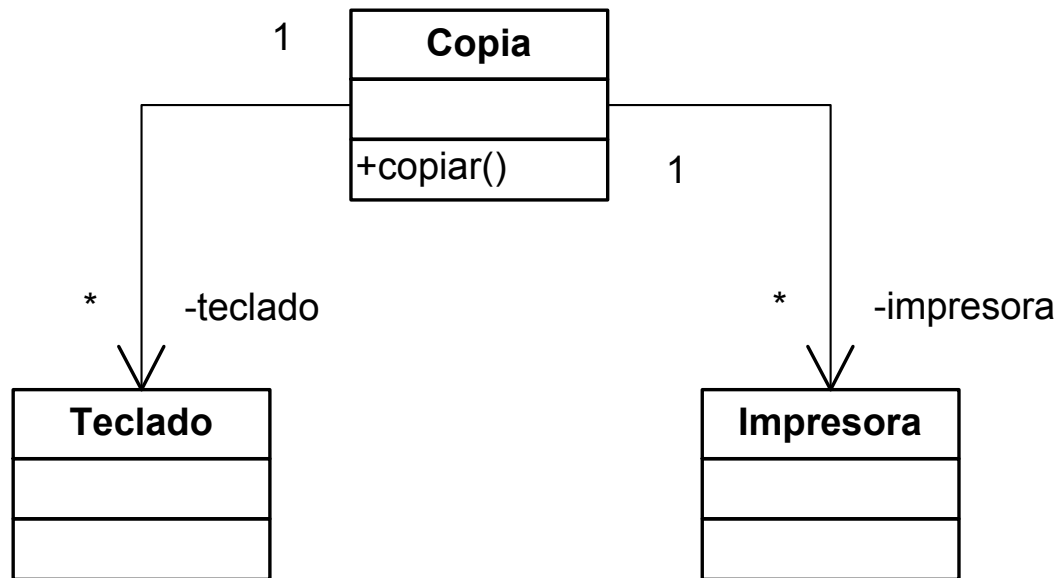 1
Copia
+copiar()
1
*
-teclado
*
-impresora
Teclado
Impresora